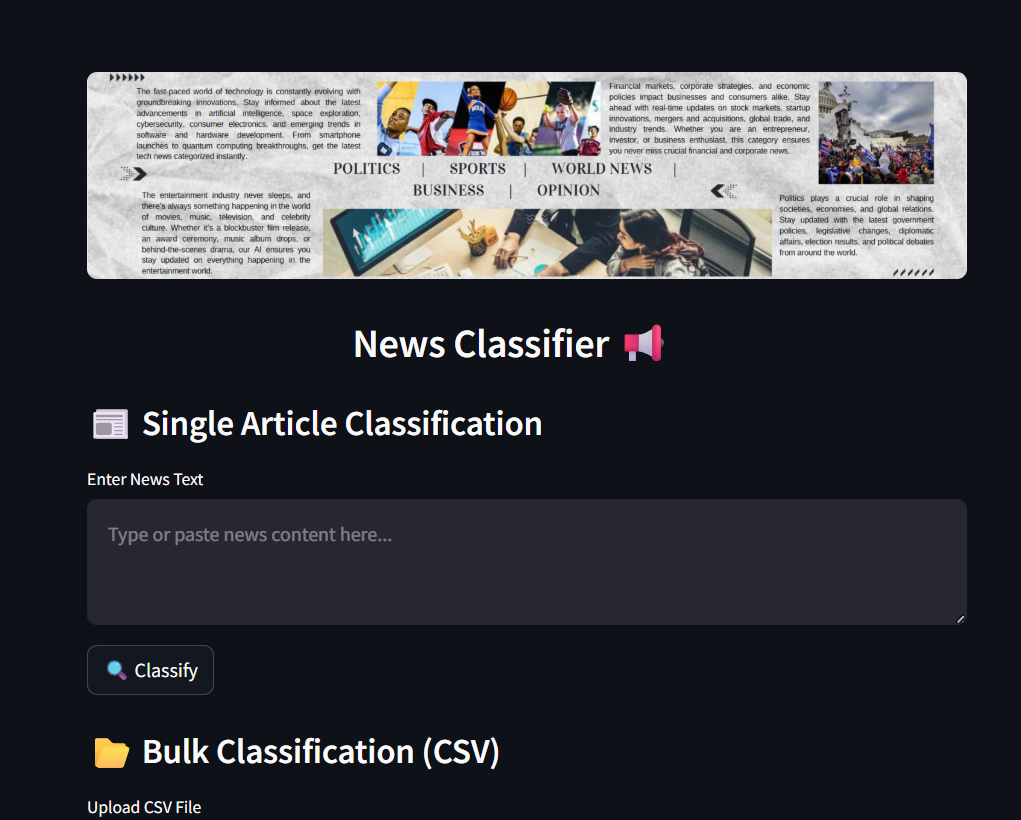 The fast-paced world of technology is constantly evolving with
groundbreaking innovations. Stay informed about the latest
advancements in artificial intelligence, space exploration,
cybersecurity, consumer electronics, and emerging trends in
software and hardware development. From smartphone
launches to quantum computing breakthroughs, get the latest
tech news categorized instantly.
The entertainment industry never sleeps, and
there's always something happening in the world
of movies, music, television, and celebrity
culture. Whether it's a blockbuster film release,
an award ceremony, music album drops, or
behind-the-scenes drama, our AI ensures you
stay updated on everything happening in the
entertainment world.
POLITICS | SPORTS | WORLD NEWS |
BUSINESS | OPINION
Financial markets, corporate strategies, and economic
policies impact businesses and consumers alike. Stay
ahead with real-time updates on stock markets, startup
innovations, mergers and acquisitions, global trade, and
industry trends. Whether you are an entrepreneur,
investor, or business enthusiast, this category ensures
you never miss crucial financial and corporate news.
Politics plays a crucial role in shaping
societies, economies, and global relations.
Stay updated with the latest government
policies, legislative changes, diplomatic
affairs, election results, and political debates
from around the world.
News Classifier
Single Article Classification
Enter News Text
Type or paste news content here...
Classify
Bulk Classification (CSV)
Upload CSV File